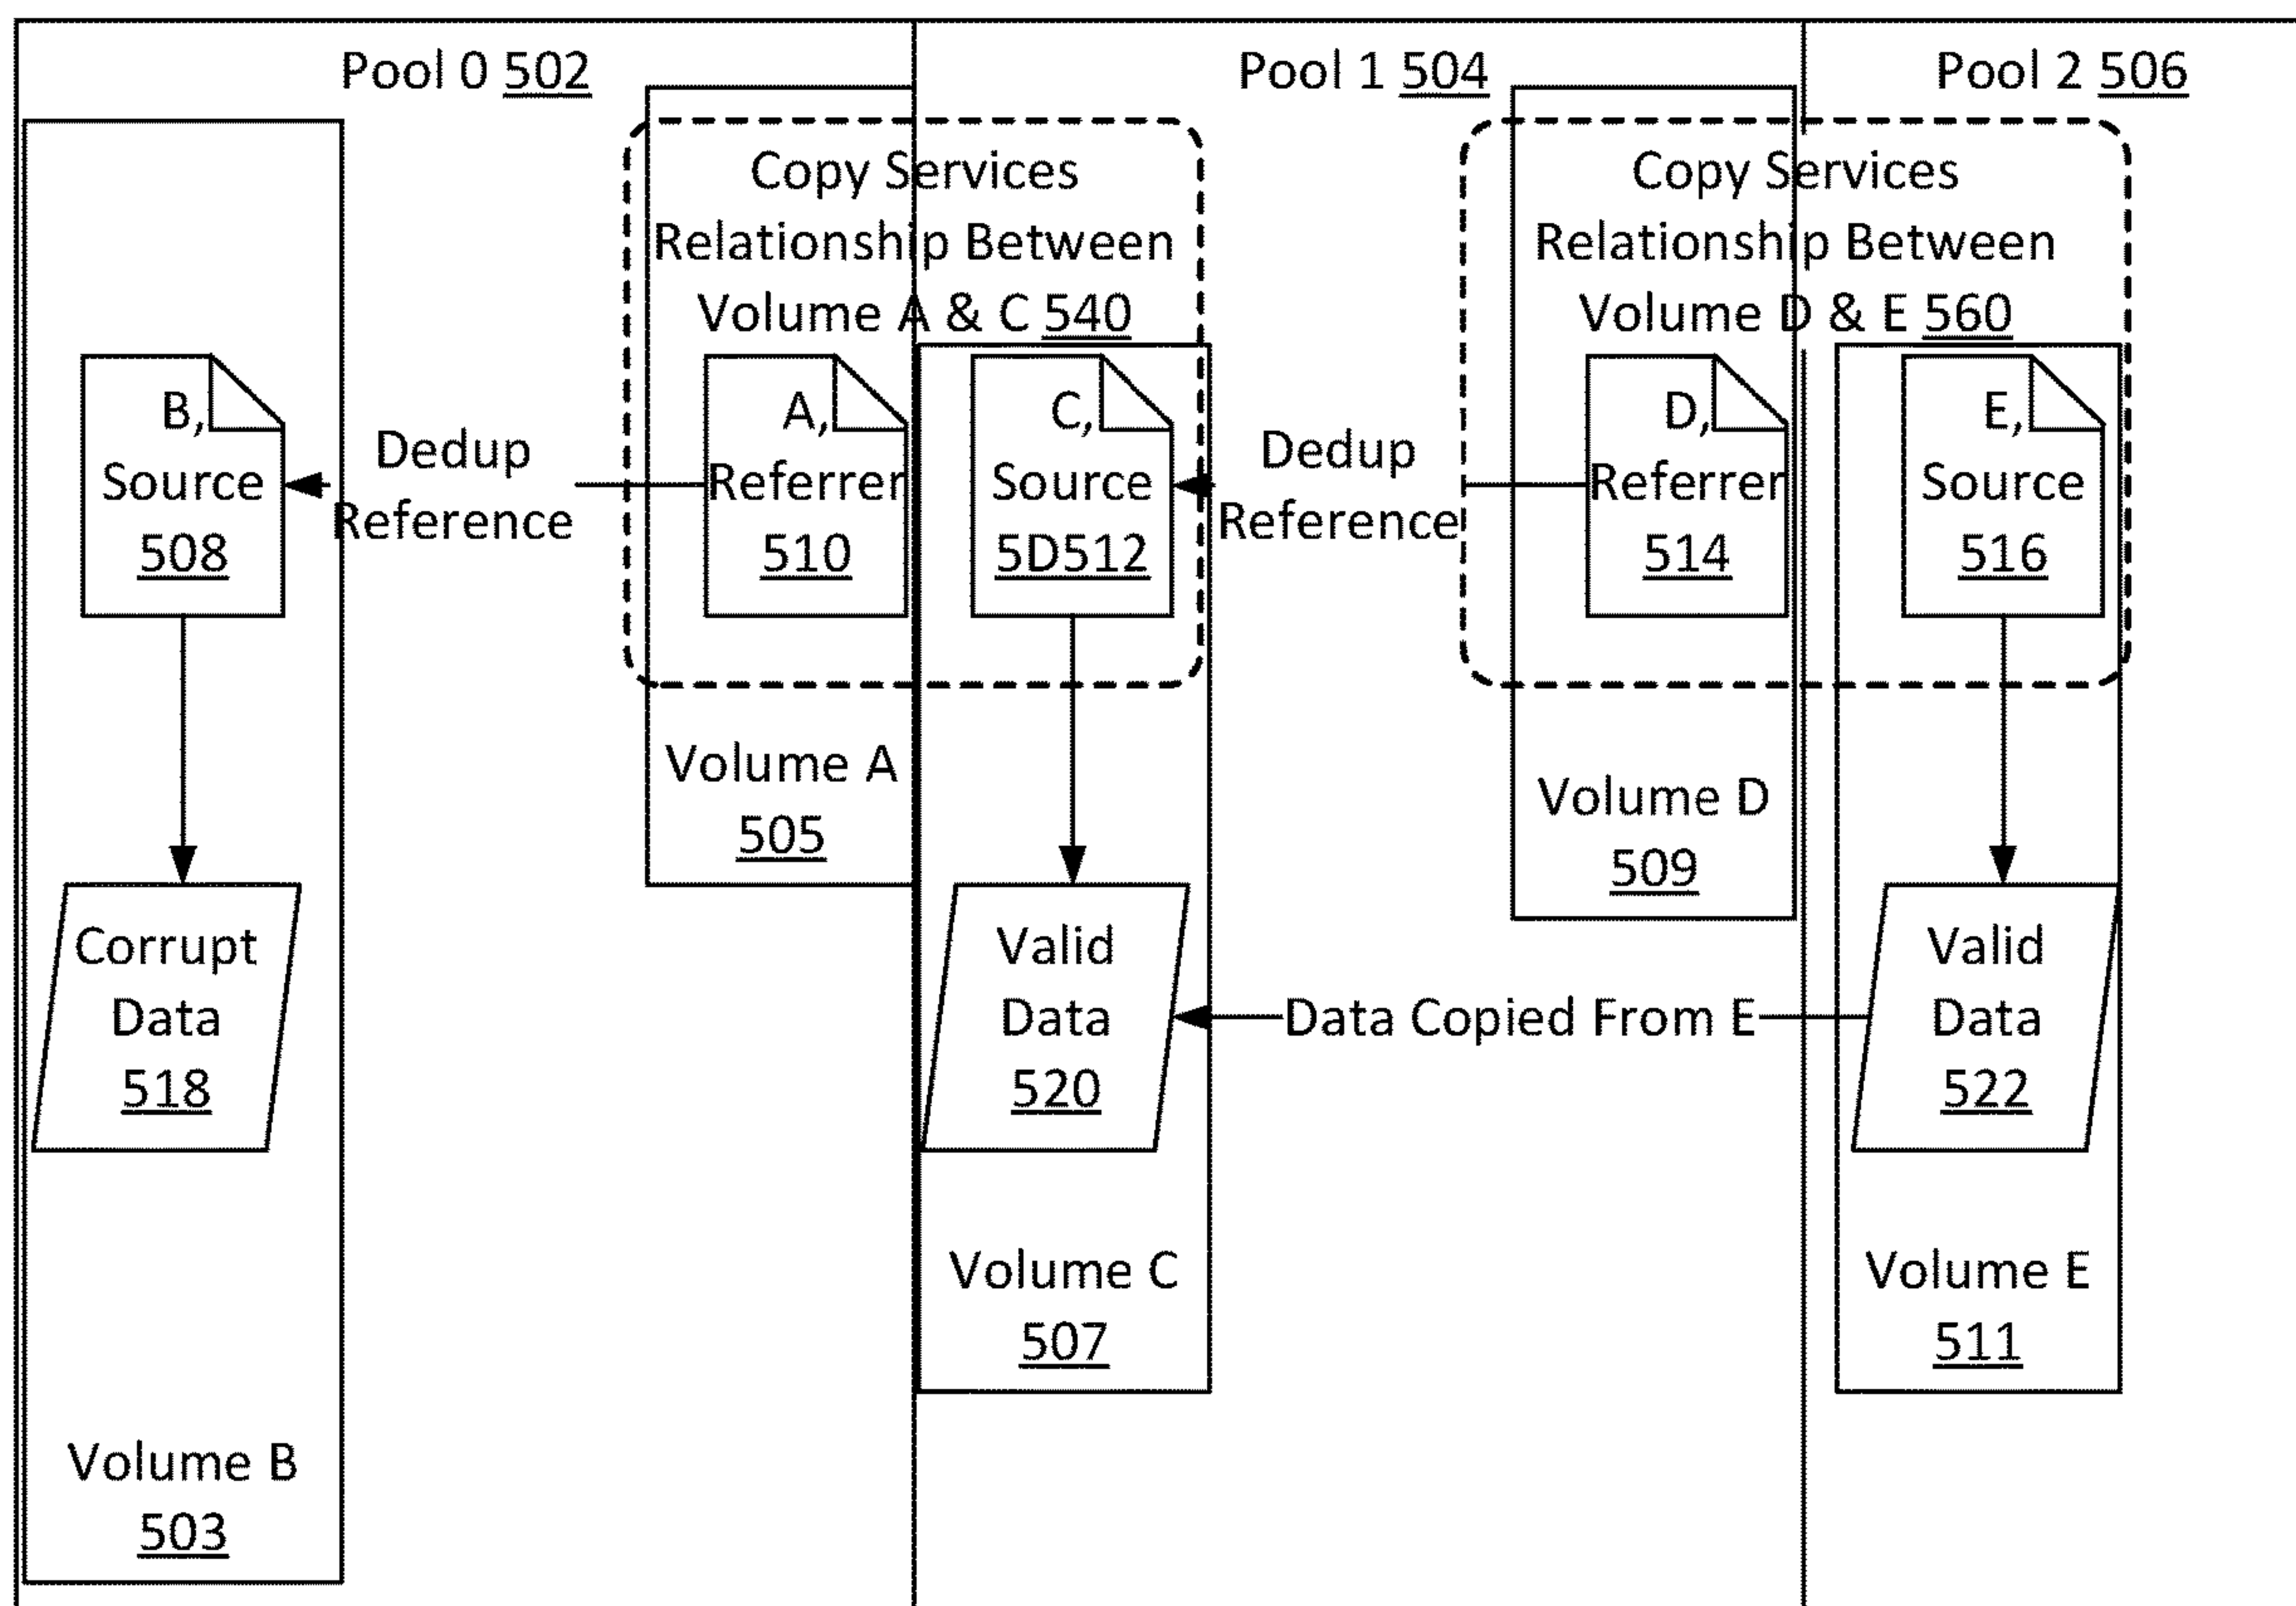 Pool 0 502
Pool 1 504
Pool 2 506
Copy Services
Relationship Between
Volume A & C 540
Copy Services
Relationship Between
Volume D & E 560
B,
Source
508
Dedup
Reference
A,
Referrer
510
C,
Source
5D512
Dedup
Reference
D,
Referrer
514
E,
Source
516
Volume A
505
Volume D
509
Corrupt
Data
518
Valid
Data
520
Data Copied From E
Valid
Data
522
Volume C
507
Volume E
511
Volume B
503